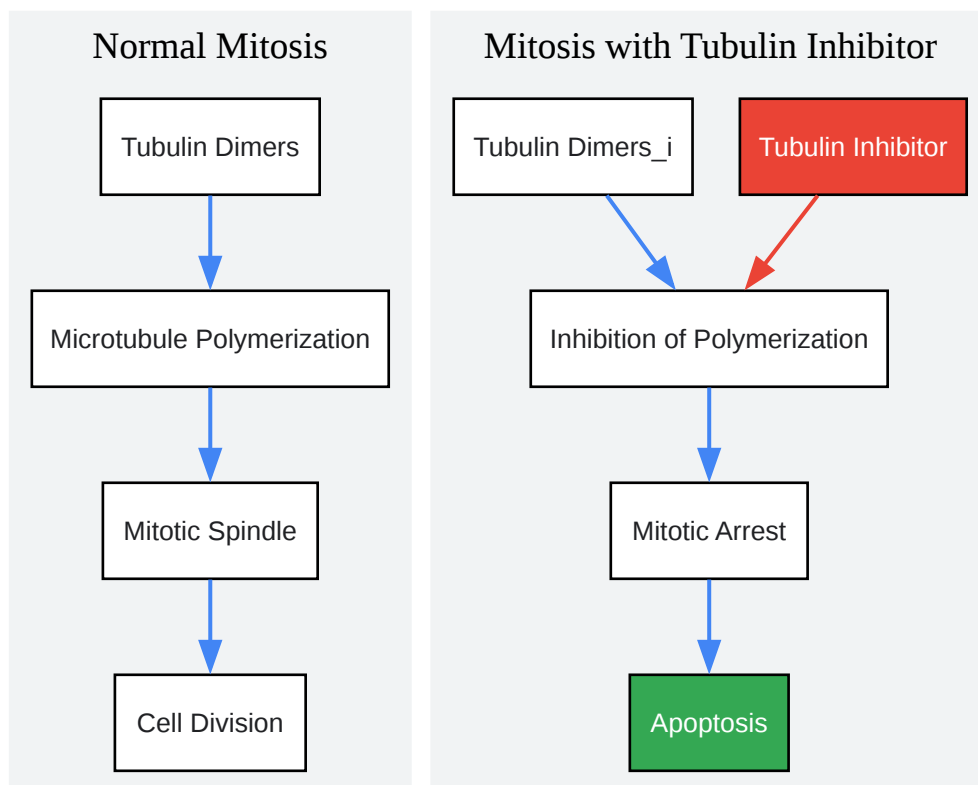 Normal Mitosis
Tubulin Dimers
Microtubule Polymerization
Mitotic Spindle
Cell Division
Mitosis with Tubulin Inhibitor
Tubulin Dimers_i
Tubulin Inhibitor
Inhibition of Polymerization
Mitotic Arrest
Apoptosis